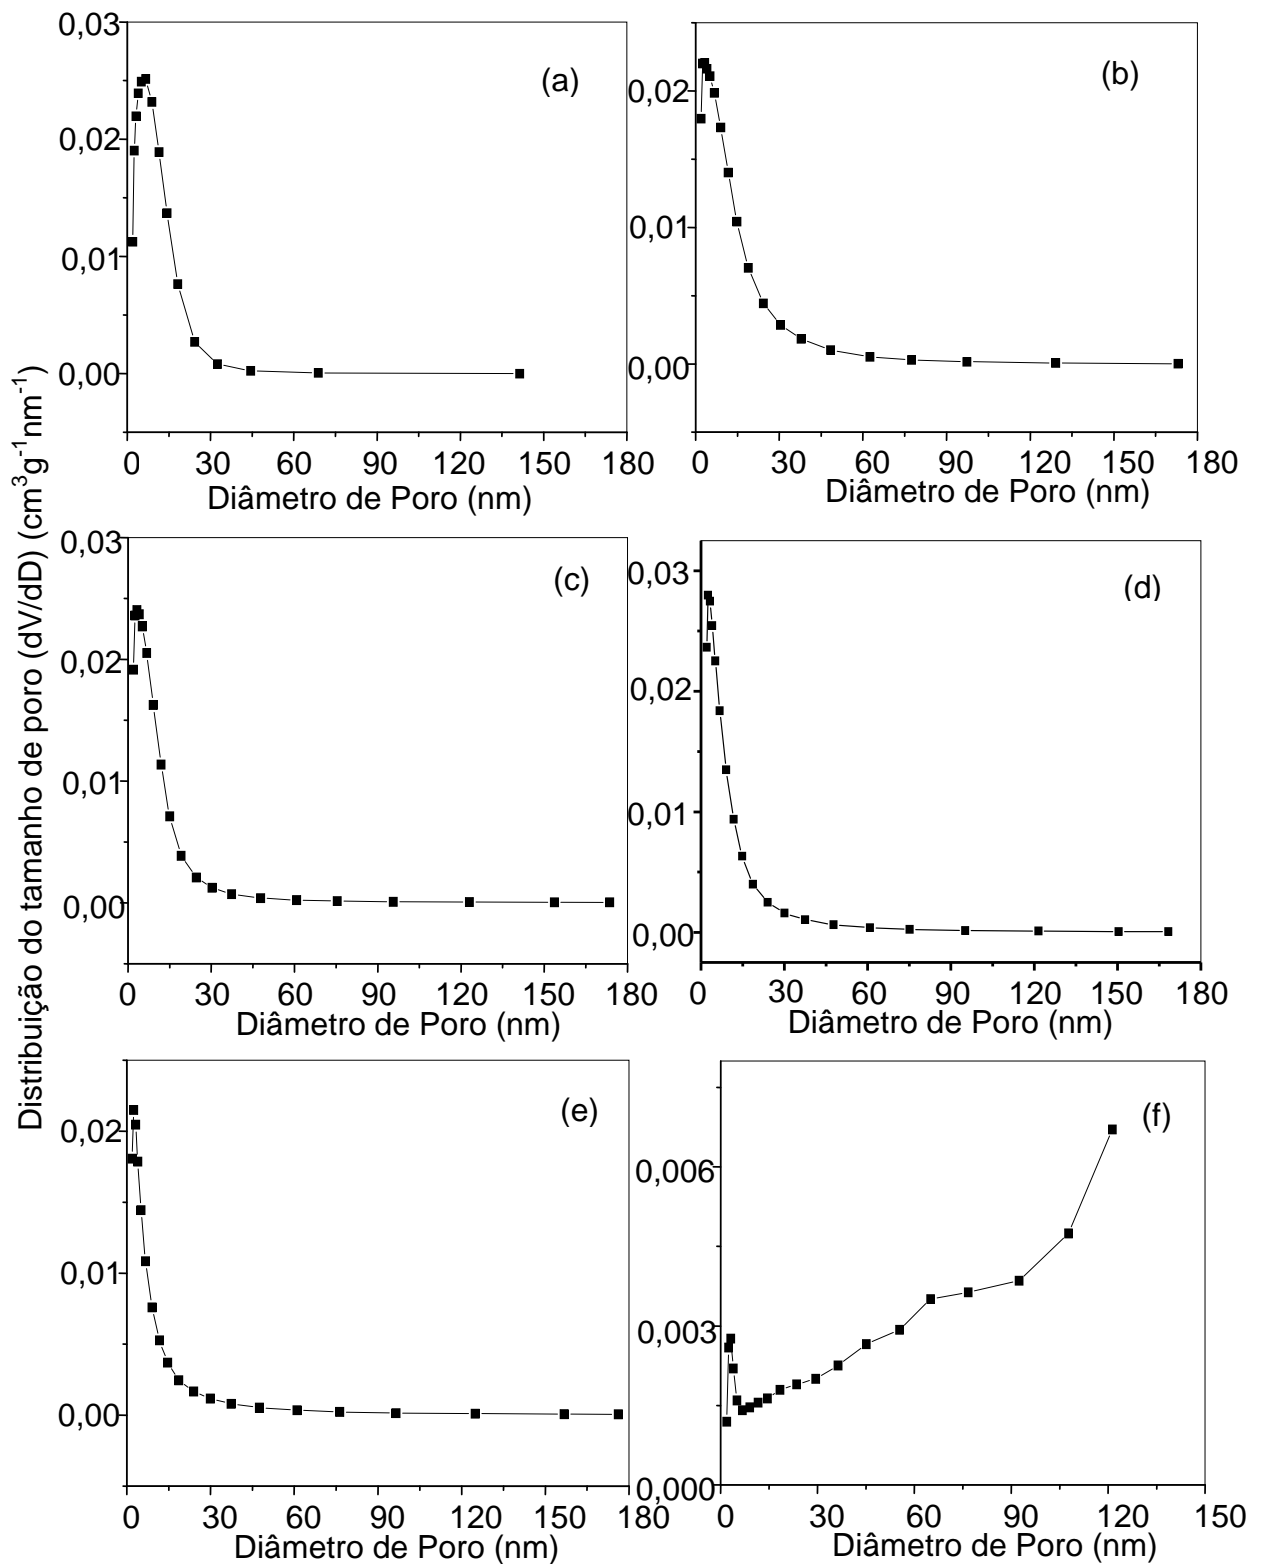 Distribuição do tamanho de poro (dV/dD) (cm³g⁻¹nm⁻¹)
(a)
0,03
0,02
0,01
0,00
0 30 60 90 120 150 180
Diâmetro de Poro (nm)
(b)
0,02
0,01
0,00
0 30 60 90 120 150 180
Diâmetro de Poro (nm)
(c)
0,03
0,02
0,01
0,00
0 30 60 90 120 150 180
Diâmetro de Poro (nm)
(d)
0,03
0,02
0,01
0,00
0 30 60 90 120 150 180
Diâmetro de Poro (nm)
(e)
0,02
0,01
0,00
0 30 60 90 120 150 180
Diâmetro de Poro (nm)
(f)
0,006
0,003
0,000
0 30 60 90 120 150
Diâmetro de Poro (nm)